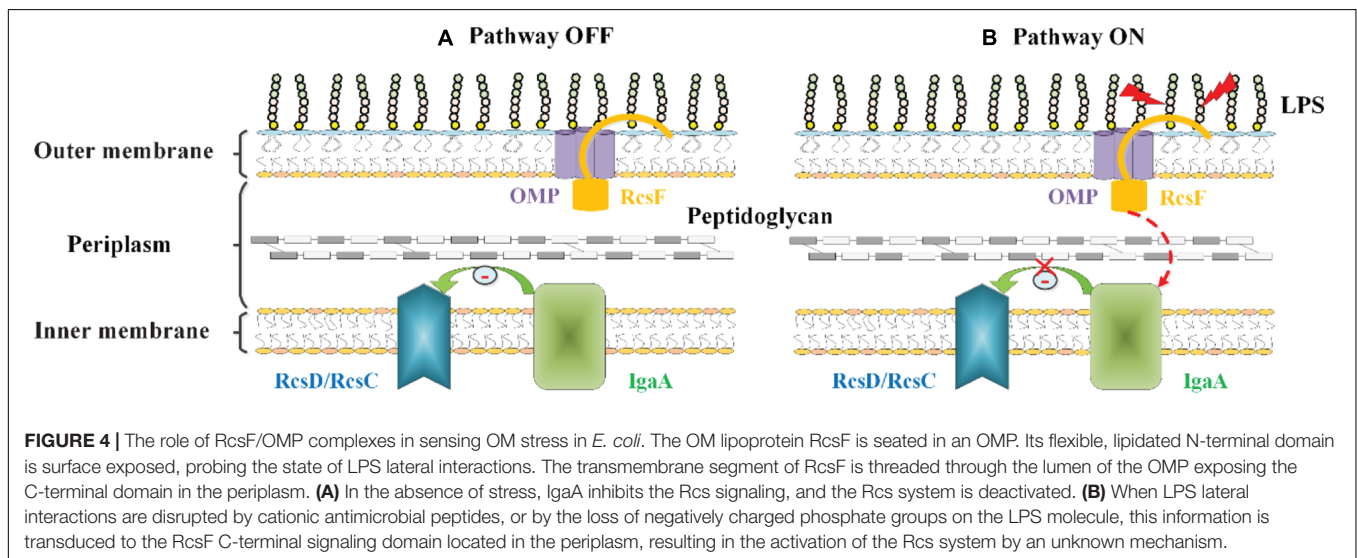 A Pathway OFF
B Pathway ON
LPS
Outer membrane
OMP
RcsF
OMP
RcsF
Peptidoglycan
Periplasm
-
-
Inner membrane
RcsD/RcsC
IgaA
RcsD/RcsC
IgaA
FIGURE 4 | The role of RcsF/OMP complexes in sensing OM stress in E. coli. The OM lipoprotein RcsF is seated in an OMP. Its flexible, lipidated N-terminal domain
is surface exposed, probing the state of LPS lateral interactions. The transmembrane segment of RcsF is threaded through the lumen of the OMP exposing the
C-terminal domain in the periplasm. (A) In the absence of stress, IgaA inhibits the Rcs signaling, and the Rcs system is deactivated. (B) When LPS lateral
interactions are disrupted by cationic antimicrobial peptides, or by the loss of negatively charged phosphate groups on the LPS molecule, this information is
transduced to the RcsF C-terminal signaling domain located in the periplasm, resulting in the activation of the Rcs system by an unknown mechanism.